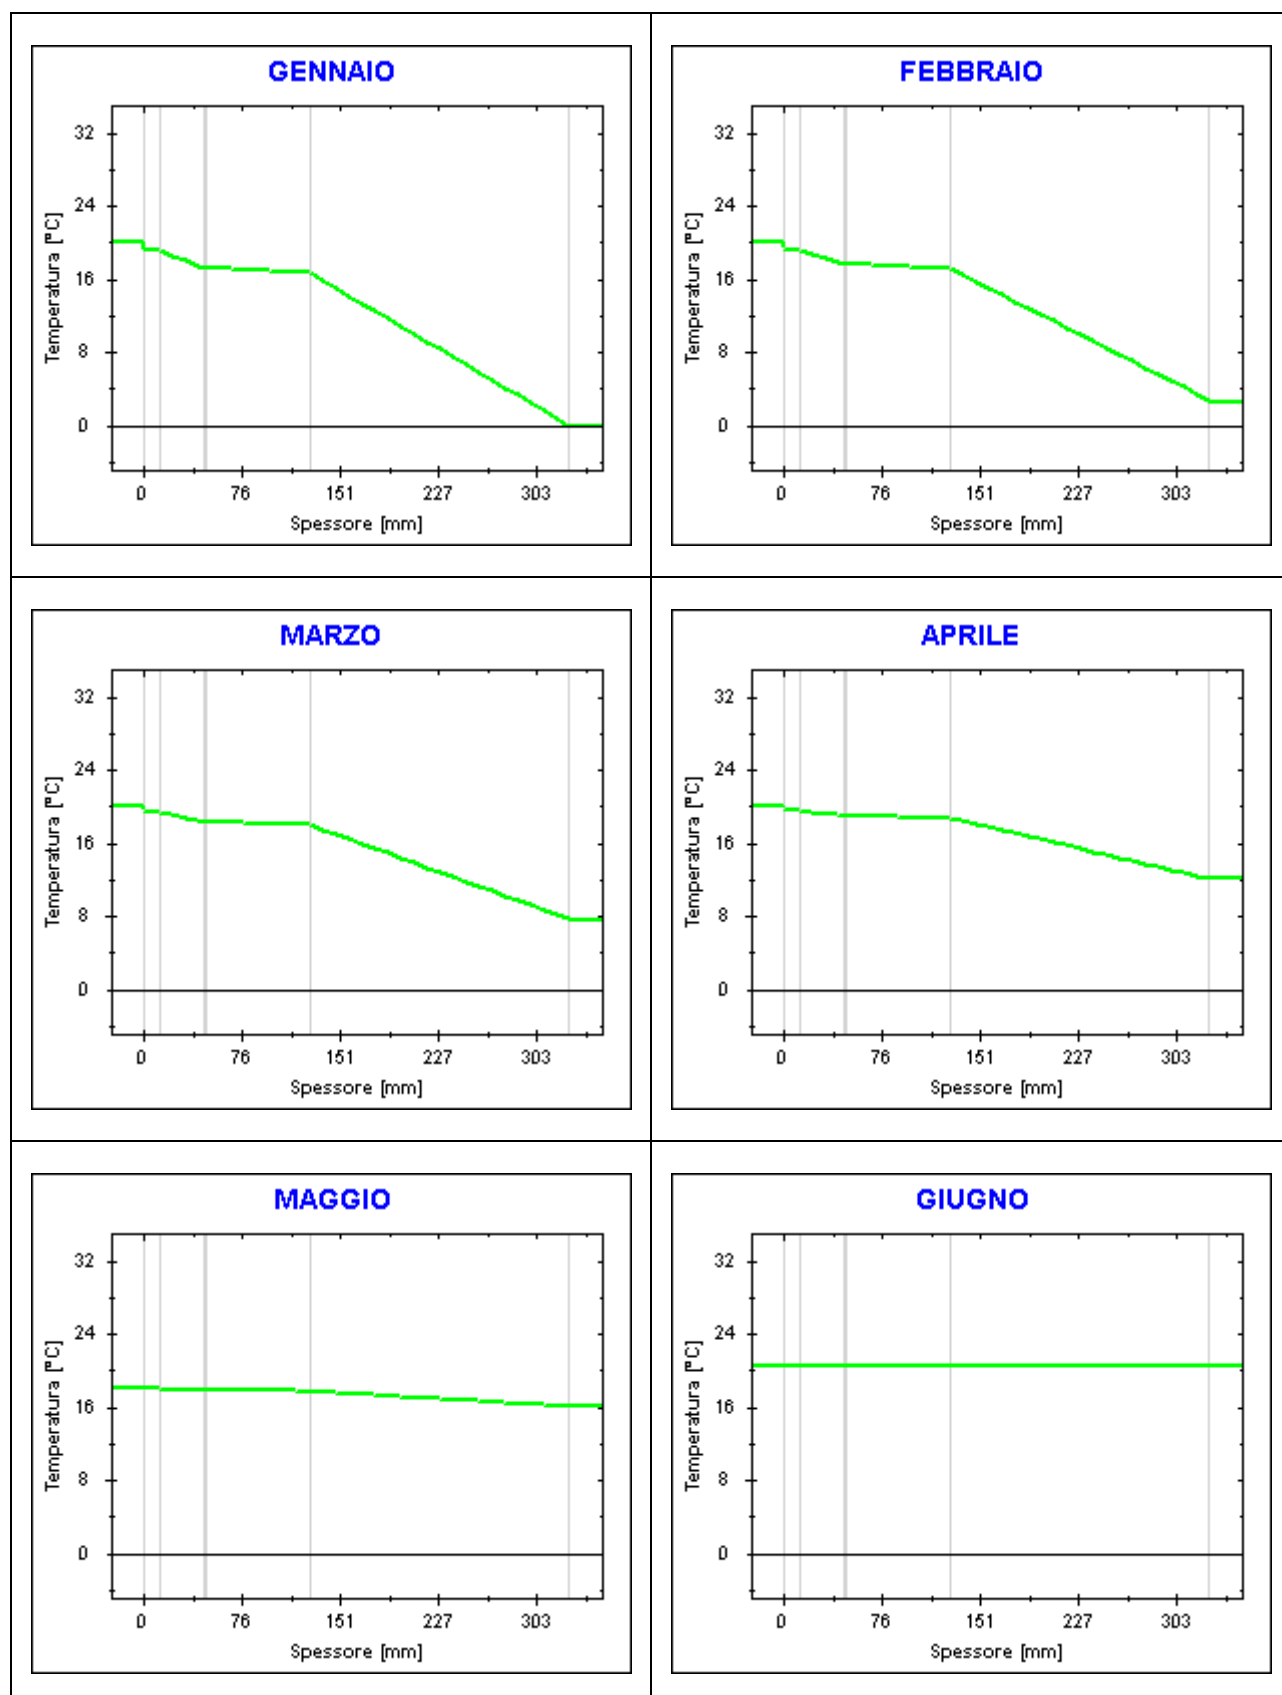 GENNAIO
32
24
16
8
0
Temperatura [°C]
0 76 151 227 303
Spessore [mm]
FEBBRAIO
32
24
16
8
0
Temperatura [°C]
0 76 151 227 303
Spessore [mm]
MARZO
32
24
16
8
0
Temperatura [°C]
0 76 151 227 303
Spessore [mm]
APRILE
32
24
16
8
0
Temperatura [°C]
0 76 151 227 303
Spessore [mm]
MAGGIO
32
24
16
8
0
Temperatura [°C]
0 76 151 227 303
Spessore [mm]
GIUGNO
32
24
16
8
0
Temperatura [°C]
0 76 151 227 303
Spessore [mm]